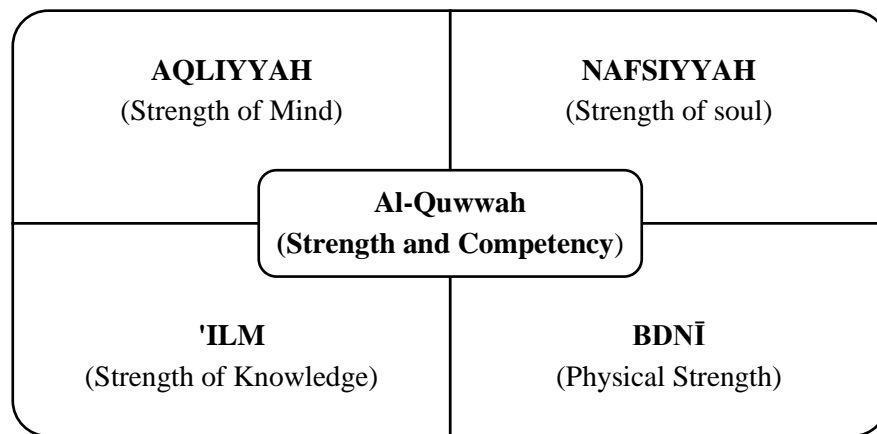 AQLIYYAH
(Strength of Mind)
NAFSIYYAH
(Strength of soul)
Al-Quwwah
(Strength and Competency)
'ILM
(Strength of Knowledge)
BDNĪ
(Physical Strength)